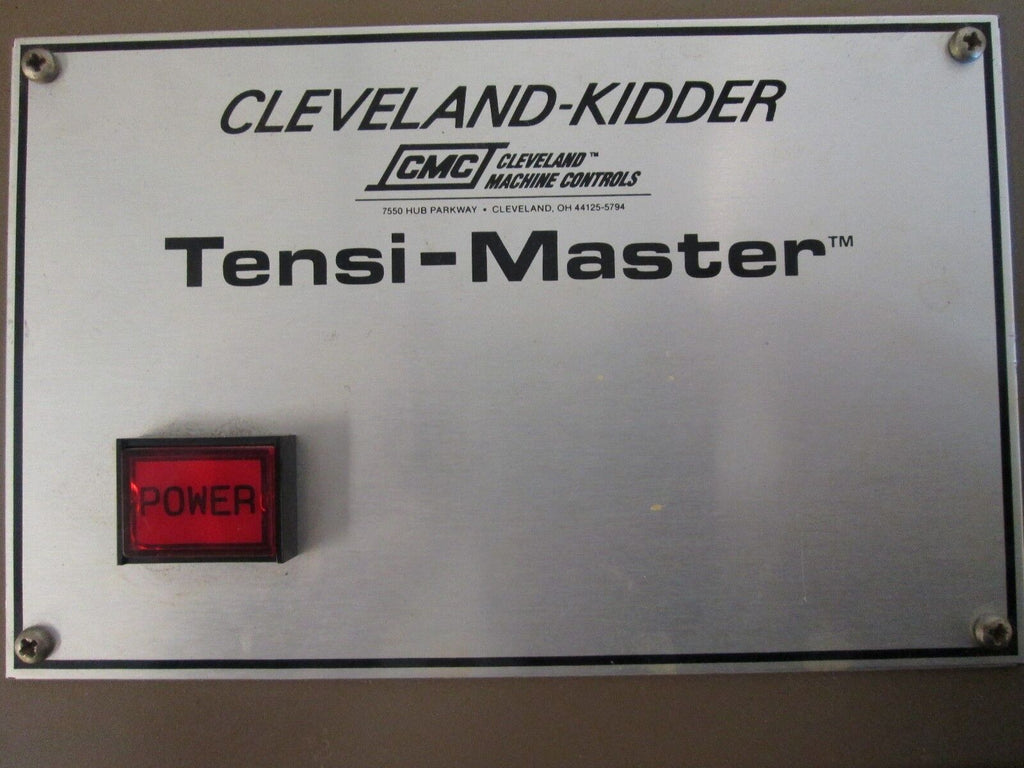 CLEVELAND-KIDDER
CMC CLEVELAND™
MACHINE CONTROLS
7550 HUB PARKWAY • CLEVELAND, OH 44125-5794
Tensi-Master™
POWER